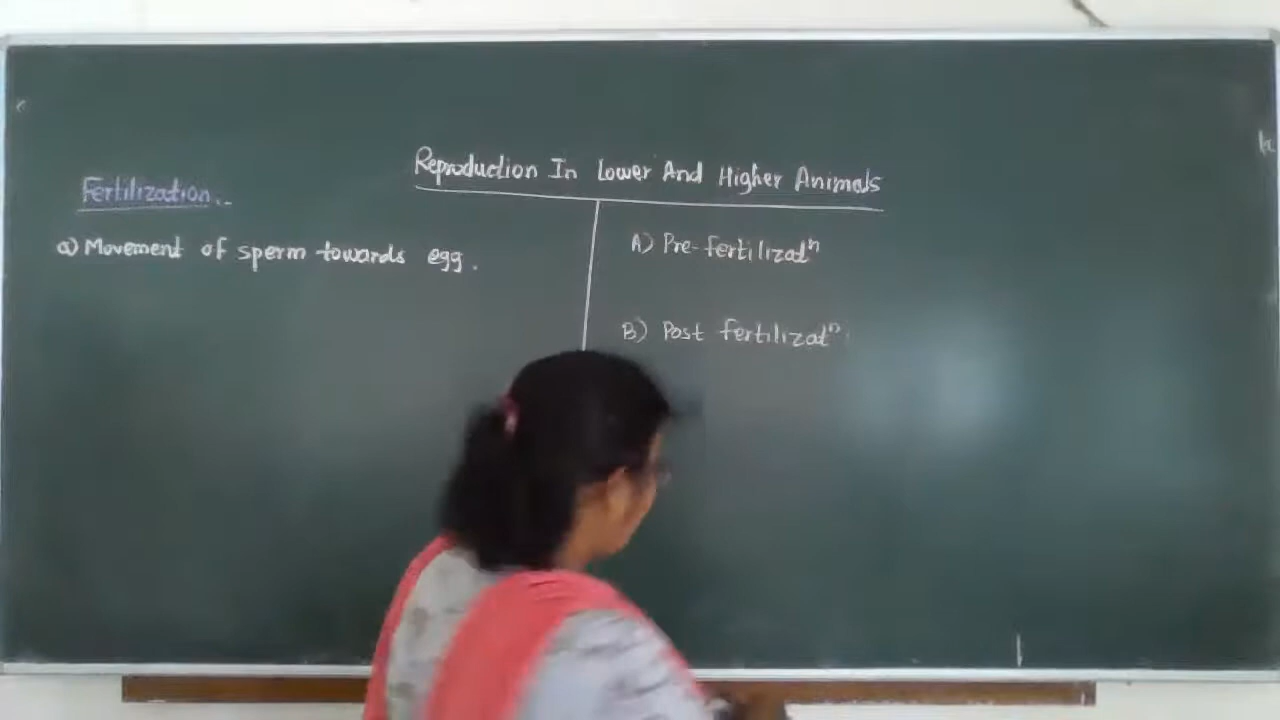 Reproduction In Lower And Higher Animals
Fertilization.
a) Movement of sperm towards egg.
A) Pre-fertilizatⁿ
B) Post fertilizatⁿ